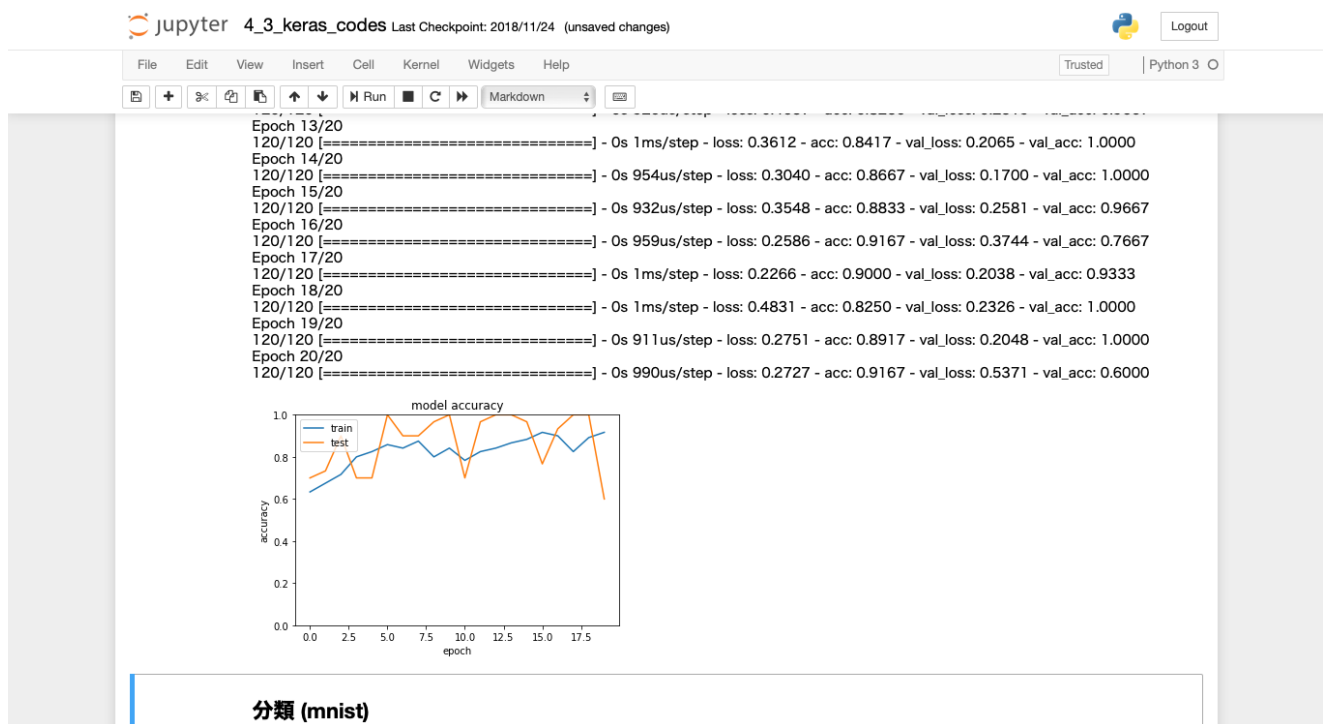 jupyter 4_3_keras_codes Last Checkpoint: 2018/11/24 (unsaved changes) Logout
File Edit View Insert Cell Kernel Widgets Help Trusted Python 3
Run Markdown
Epoch 13/20
120/120 [==============================] - 0s 1ms/step - loss: 0.3612 - acc: 0.8417 - val_loss: 0.2065 - val_acc: 1.0000
Epoch 14/20
120/120 [==============================] - 0s 954us/step - loss: 0.3040 - acc: 0.8667 - val_loss: 0.1700 - val_acc: 1.0000
Epoch 15/20
120/120 [==============================] - 0s 932us/step - loss: 0.3548 - acc: 0.8833 - val_loss: 0.2581 - val_acc: 0.9667
Epoch 16/20
120/120 [==============================] - 0s 959us/step - loss: 0.2586 - acc: 0.9167 - val_loss: 0.3744 - val_acc: 0.7667
Epoch 17/20
120/120 [==============================] - 0s 1ms/step - loss: 0.2266 - acc: 0.9000 - val_loss: 0.2038 - val_acc: 0.9333
Epoch 18/20
120/120 [==============================] - 0s 1ms/step - loss: 0.4831 - acc: 0.8250 - val_loss: 0.2326 - val_acc: 1.0000
Epoch 19/20
120/120 [==============================] - 0s 911us/step - loss: 0.2751 - acc: 0.8917 - val_loss: 0.2048 - val_acc: 1.0000
Epoch 20/20
120/120 [==============================] - 0s 990us/step - loss: 0.2727 - acc: 0.9167 - val_loss: 0.5371 - val_acc: 0.6000
model accuracy
train
test
accuracy
1.0
0.8
0.6
0.4
0.2
0.0
0.0 2.5 5.0 7.5 10.0 12.5 15.0 17.5
epoch
分類 (mnist)